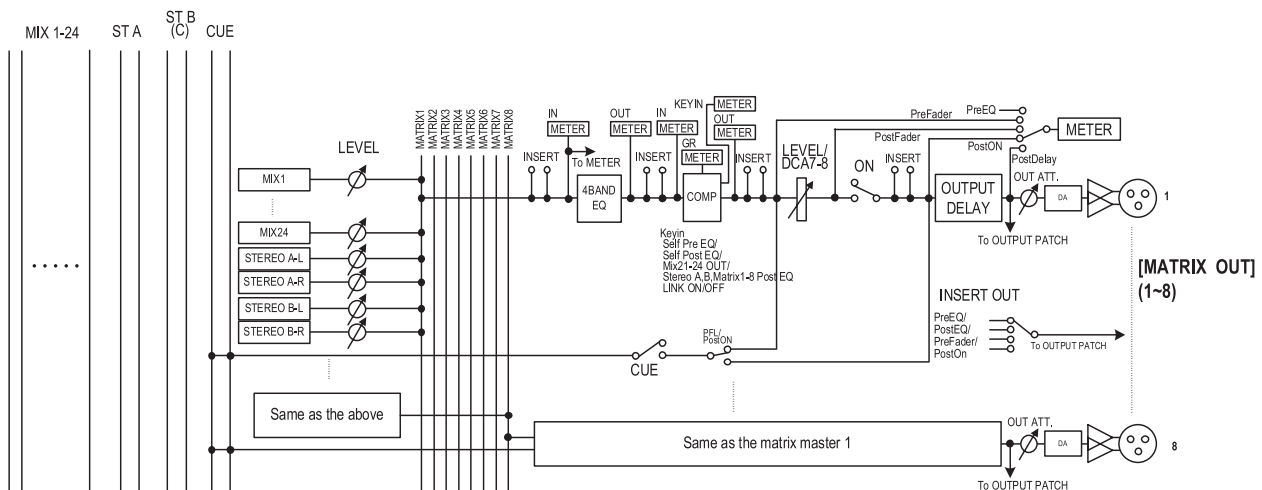 MIX 1-24
ST A
ST B
(C)
CUE
MATRIX1
MATRIX2
MATRIX3
MATRIX4
MATRIX5
MATRIX6
MATRIX7
MATRIX8
LEVEL
MIX1
MIX24
STEREO A-L
STEREO A-R
STEREO B-L
STEREO B-R
INSERT
IN
METER
To METER
4BAND
EQ
OUT
METER
INSERT
IN
METER
KEYIN
METER
OUT
METER
GR
METER
COMP
INSERT
Keyin
Self Pre EQ/
Self Post EQ/
Mix21-24 OUT/
Stereo A,B,Matrix1-8 Post EQ
LINK ON/OFF
LEVEL/
DCA7-8
ON
INSERT
PreFader
PostFader
PreEQ
PostON
PostDelay
METER
OUTPUT
DELAY
OUT ATT.
DA
1
To OUTPUT PATCH
[MATRIX OUT]
(1~8)
INSERT OUT
PreEQ/
PostEQ/
PreFader/
PostOn
To OUTPUT PATCH
PFL/
PostON
CUE
.....
Same as the above
Same as the matrix master 1
OUT ATT.
DA
8
To OUTPUT PATCH